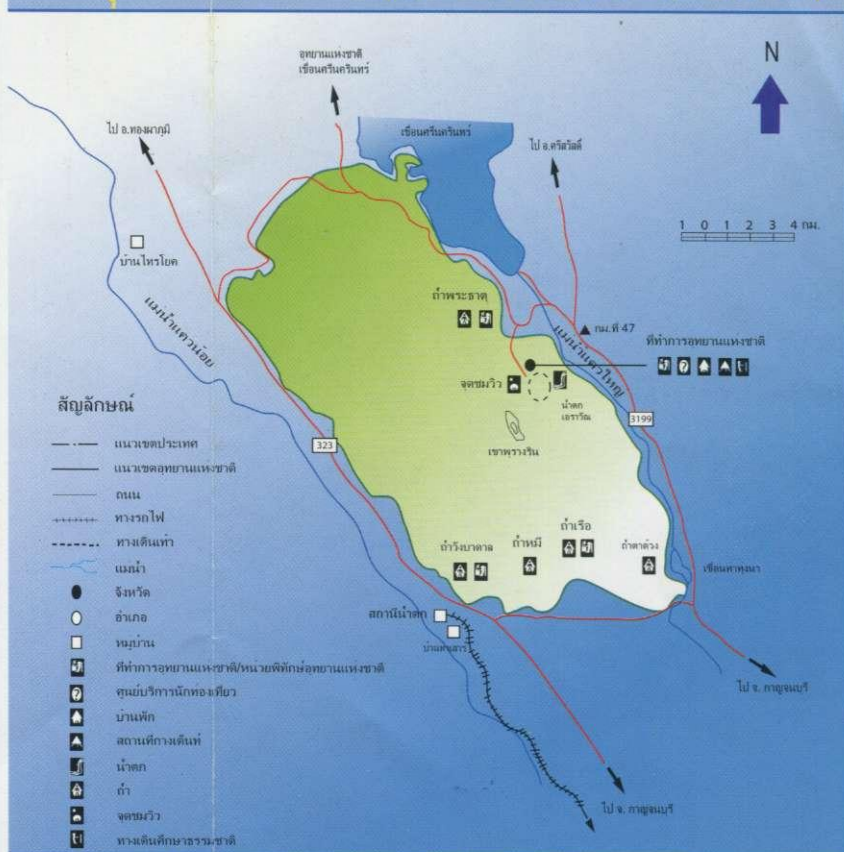 อุทยานแห่งชาติ
เขื่อนศรีนครินทร์
N
ไป อ.ทองผาภูมิ
เขื่อนศรีนครินทร์
ไป อ.ศรีสวัสดิ์
1 0 1 2 3 4 กม.
บ้านไทรโยค
แม่น้ำแควน้อย
ถ้ำพระธาตุ
กม.ที่ 47
แม่น้ำแควใหญ่
ที่ทำการอุทยานแห่งชาติ
จุดชมวิว
น้ำตก
เอราวัณ
3199
เขาพุรางริน
323
ถ้ำวังบาดาล
ถ้ำหมี
ถ้ำเรือ
ถ้ำตาด้วง
เขื่อนท่าทุ่งนา
สถานีน้ำตก
ไป จ. กาญจนบุรี
ไป จ. กาญจนบุรี
สัญลักษณ์
แนวเขตประเทศ
แนวเขตอุทยานแห่งชาติ
ถนน
ทางรถไฟ
ทางเดินเท้า
แม่น้ำ
จังหวัด
อำเภอ
หมู่บ้าน
ที่ทำการอุทยานแห่งชาติ/หน่วยพิทักษ์อุทยานแห่งชาติ
ศูนย์บริการนักท่องเที่ยว
บ้านพัก
สถานที่กางเต็นท์
น้ำตก
ถ้ำ
จุดชมวิว
ทางเดินศึกษาธรรมชาติ